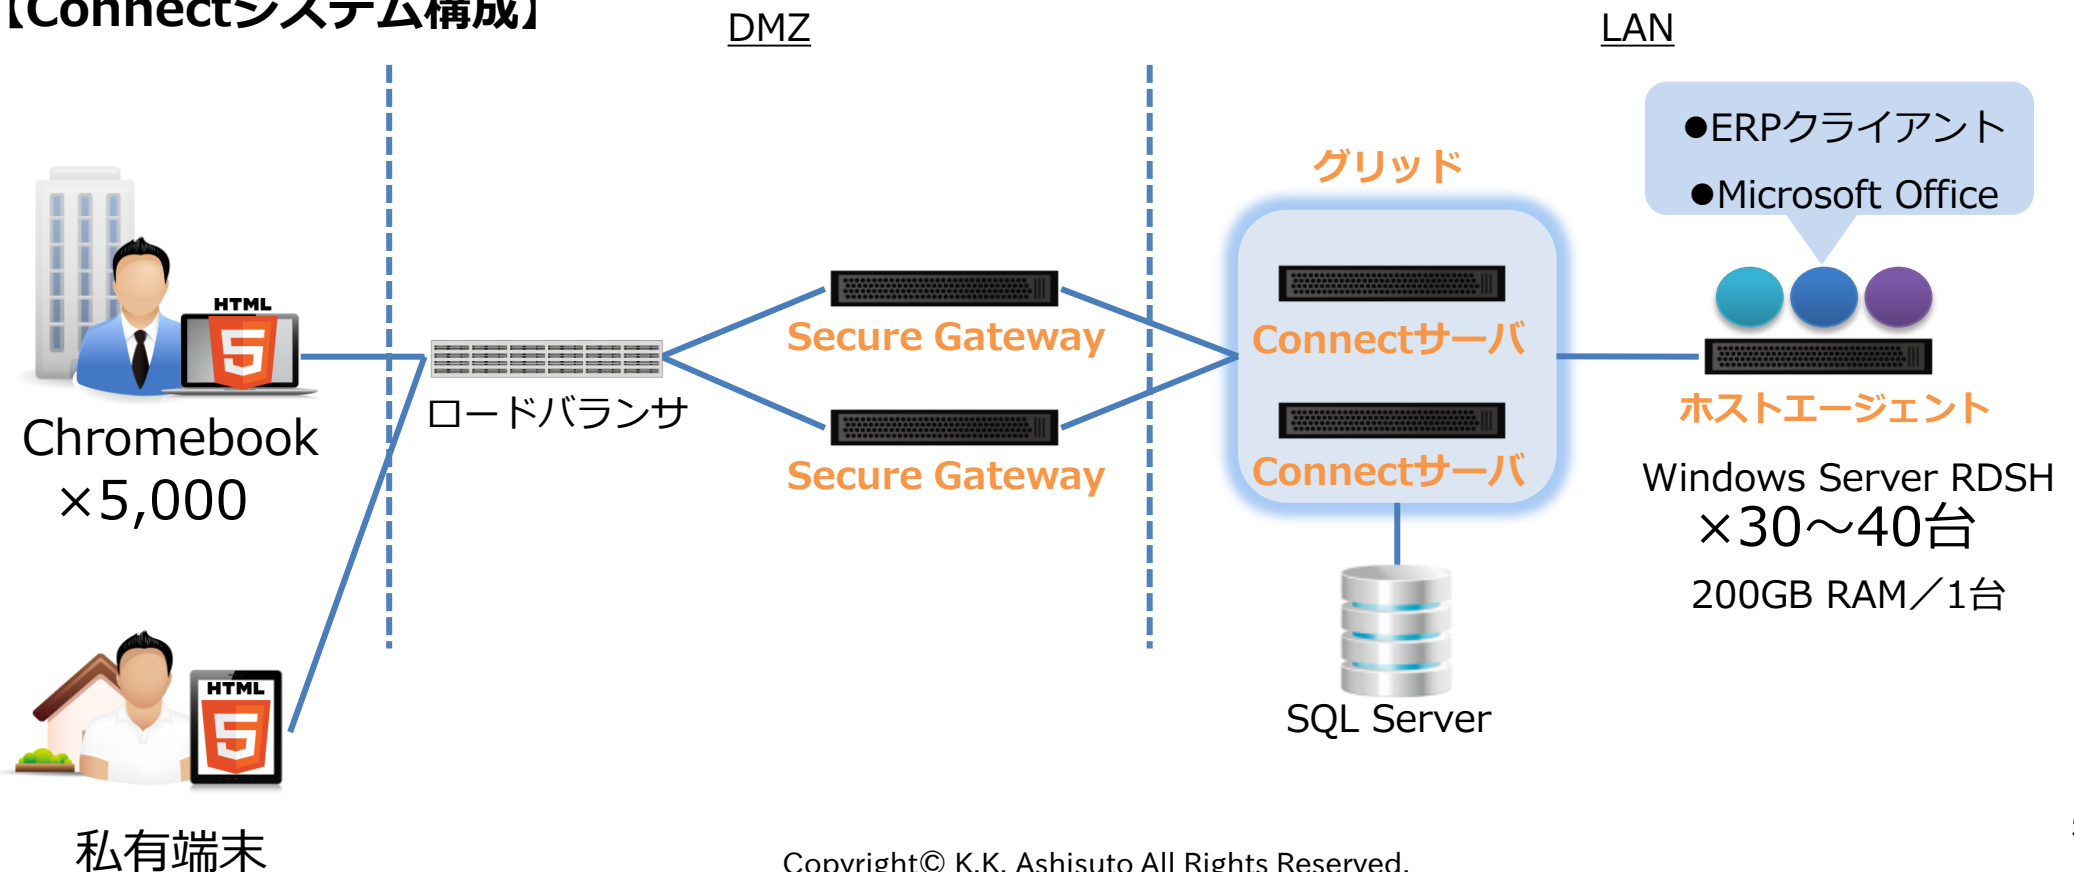 【Connectシステム構成】
DMZ
LAN
●ERPクライアント
●Microsoft Office
グリッド
HTML
5
Secure Gateway
Connectサーバ
ロードバランサ
ホストエージェント
Chromebook
×5,000
Secure Gateway
Connectサーバ
Windows Server RDSH
×30～40台
200GB RAM／1台
HTML
5
SQL Server
私有端末
Copyright© K.K. Ashisuto All Rights Reserved.